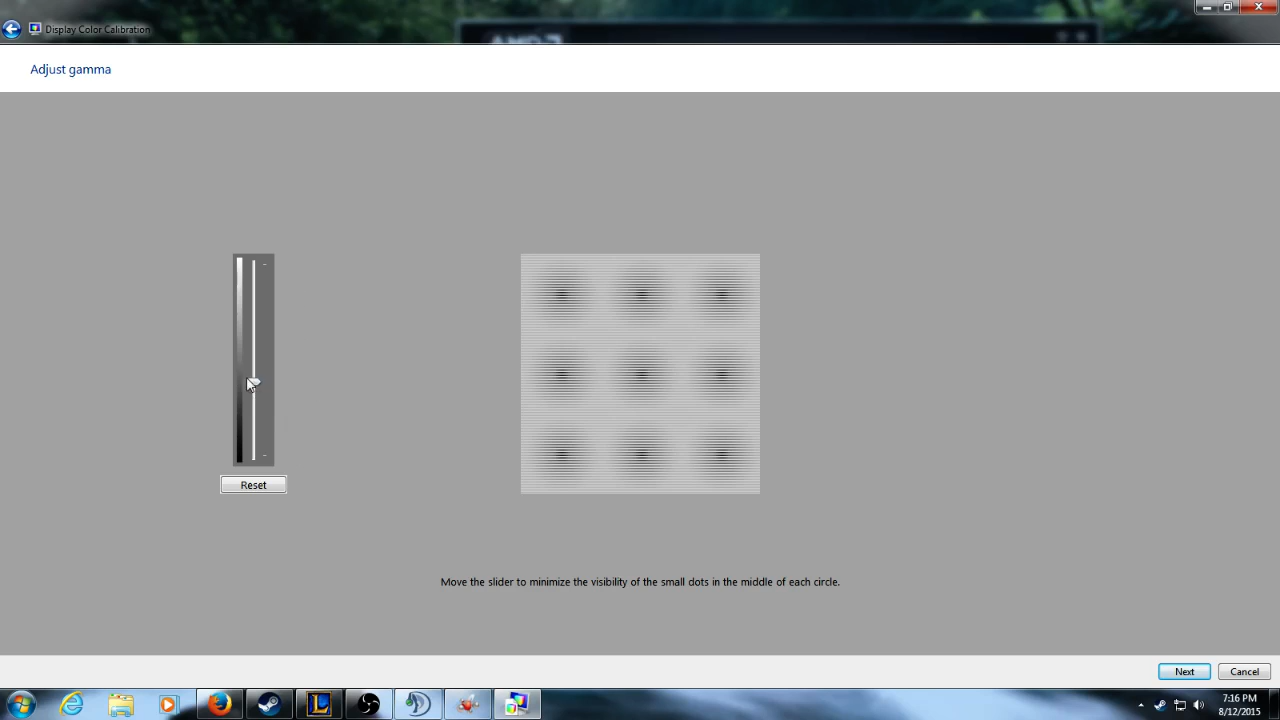 Display Color Calibration
AMD
Adjust gamma
Reset
Move the slider to minimize the visibility of the small dots in the middle of each circle.
Next
Cancel
7:16 PM
8/12/2015